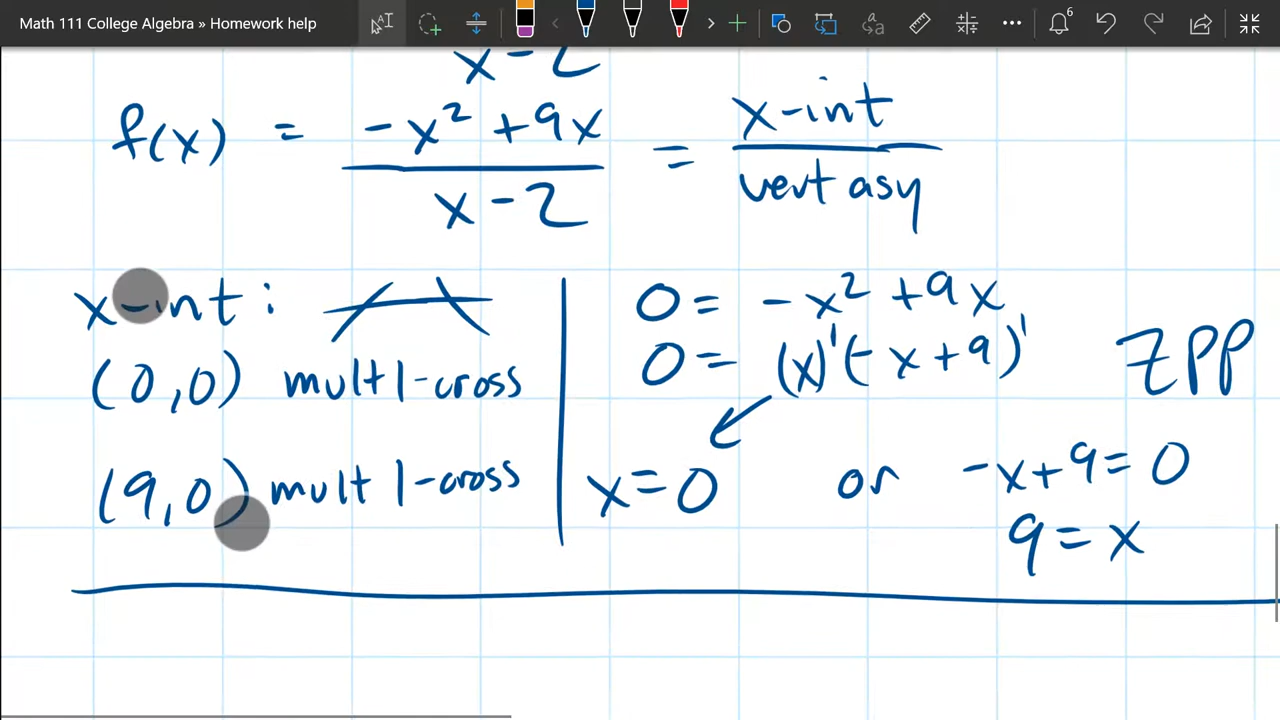 Math 111 College Algebra » Homework help
6
x-2
f(x) = -x² + 9x / x-2 = x-int / vert asy
x-int:
(0,0) mult 1-cross
(9,0) mult 1-cross
0 = -x² + 9x
0 = (x)¹(-x+9)¹
ZPP
x=0 or -x+9=0
9=x